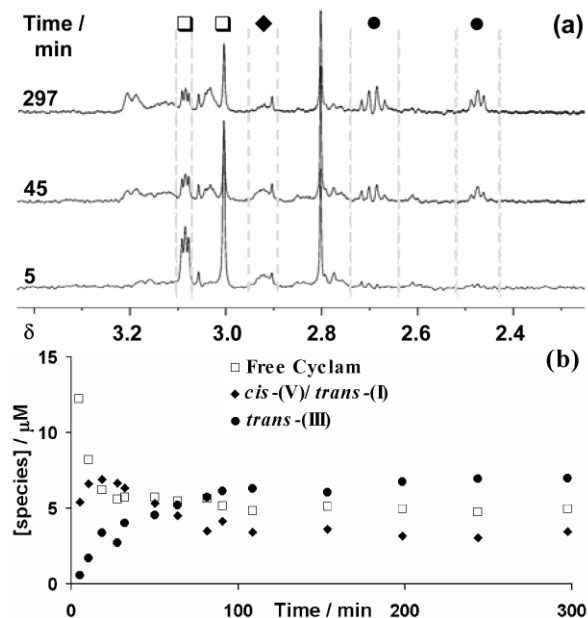 Time /
min
(a)
297
45
5
δ 3.2 3.0 2.8 2.6 2.4
(b)
15
10
5
0
[species] / μM
Free Cyclam
cis-(V)/ trans-(I)
trans-(III)
0 100 200 300
Time / min